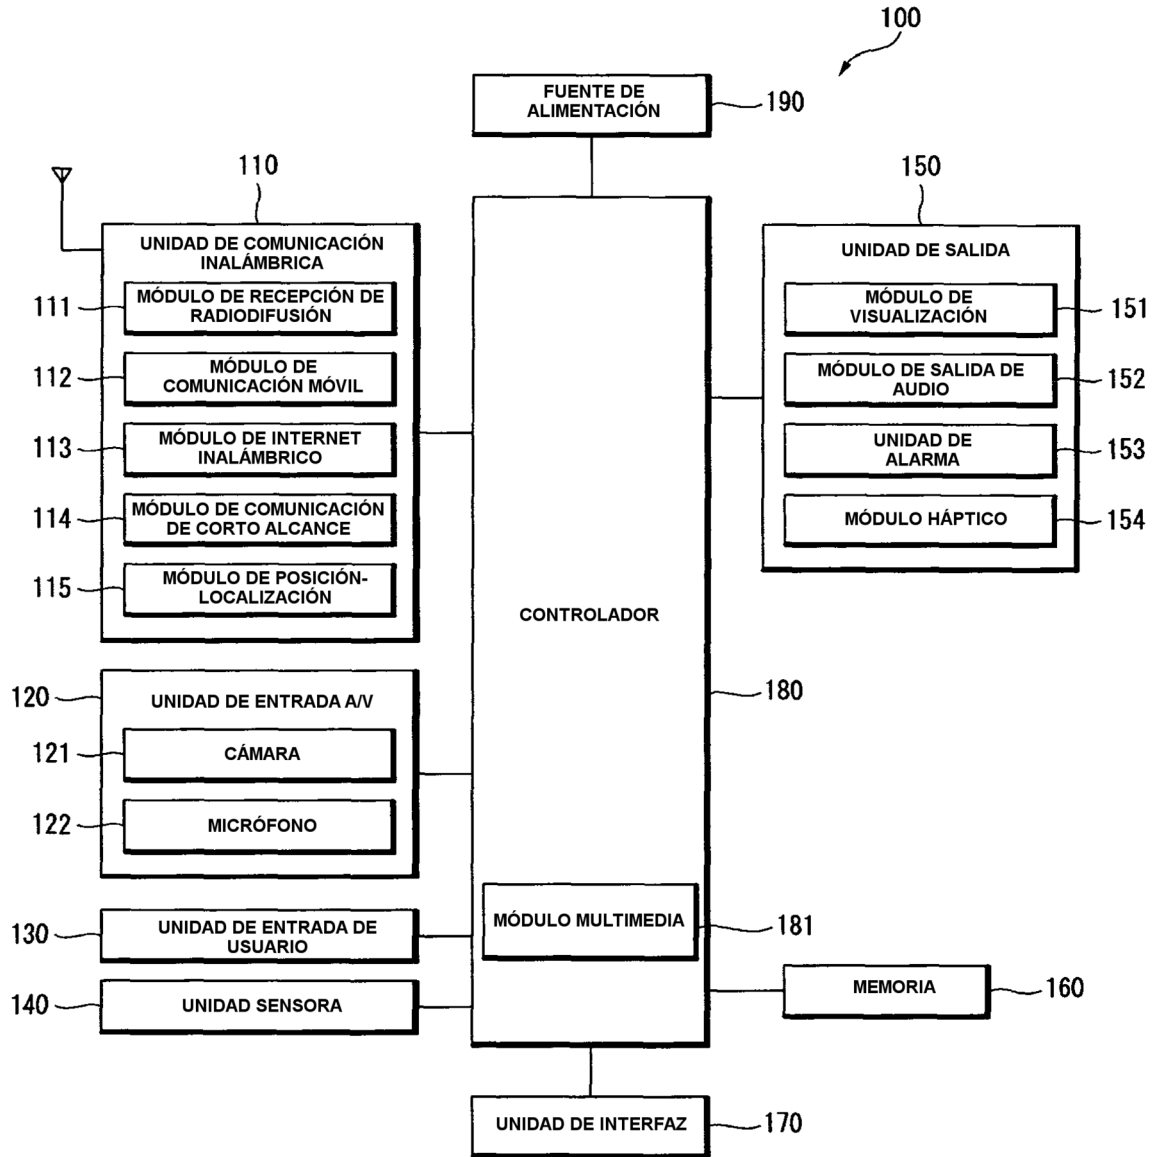 100
FUENTE DE
ALIMENTACIÓN
190
110
UNIDAD DE COMUNICACIÓN
INALÁMBRICA
111
MÓDULO DE RECEPCIÓN DE
RADIODIFUSIÓN
112
MÓDULO DE
COMUNICACIÓN MÓVIL
113
MÓDULO DE INTERNET
INALÁMBRICO
114
MÓDULO DE COMUNICACIÓN
DE CORTO ALCANCE
115
MÓDULO DE POSICIÓN-
LOCALIZACIÓN
120
UNIDAD DE ENTRADA A/V
121
CÁMARA
122
MICRÓFONO
130
UNIDAD DE ENTRADA DE
USUARIO
140
UNIDAD SENSORA
CONTROLADOR
180
MÓDULO MULTIMEDIA
181
150
UNIDAD DE SALIDA
MÓDULO DE
VISUALIZACIÓN
151
MÓDULO DE SALIDA DE
AUDIO
152
UNIDAD DE
ALARMA
153
MÓDULO HÁPTICO
154
MEMORIA
160
UNIDAD DE INTERFAZ
170